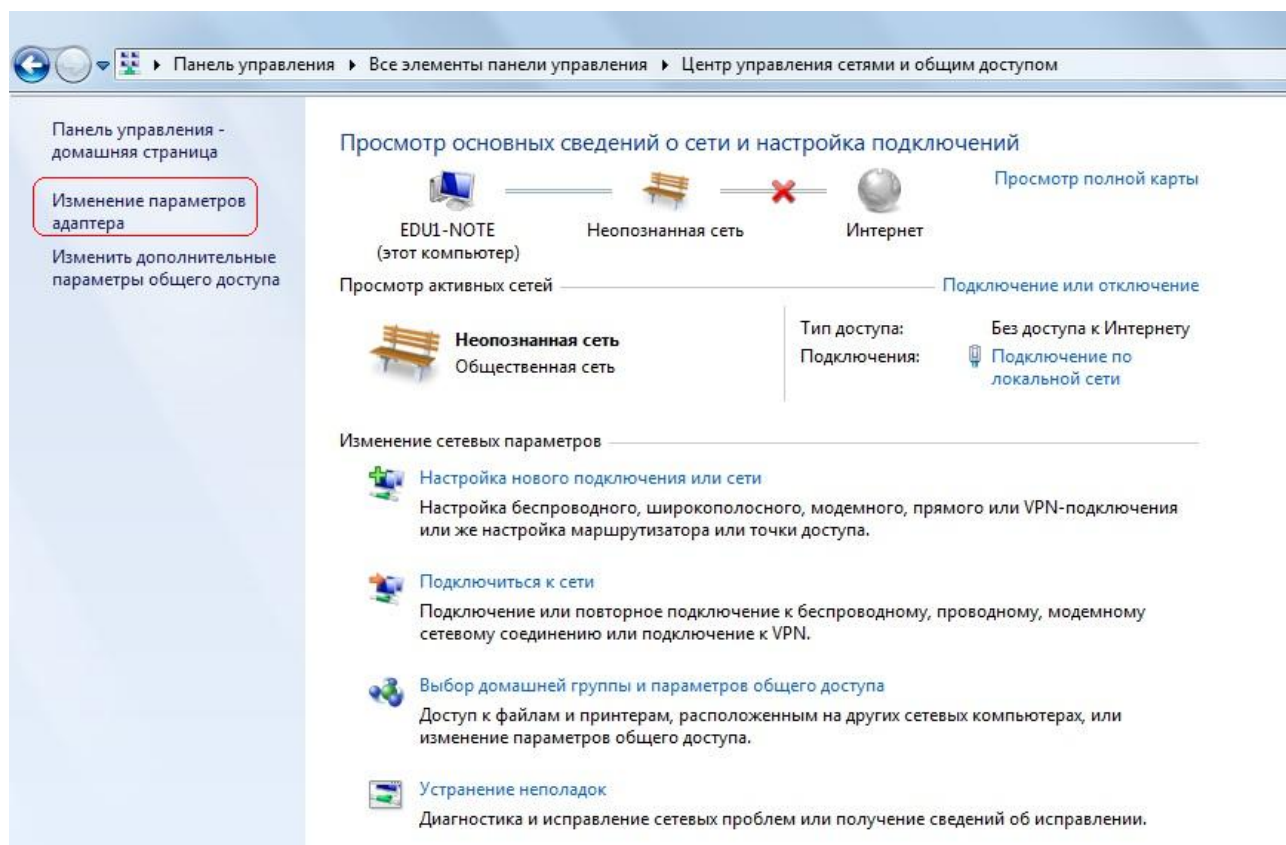 Панель управления ▸ Все элементы панели управления ▸ Центр управления сетями и общим доступом
Панель управления -
домашняя страница
Изменение параметров
адаптера
Изменить дополнительные
параметры общего доступа
Просмотр основных сведений о сети и настройка подключений
Просмотр полной карты
EDU1-NOTE
(этот компьютер)
Неопознанная сеть
Интернет
Просмотр активных сетей
Подключение или отключение
Неопознанная сеть
Общественная сеть
Тип доступа: Без доступа к Интернету
Подключения: Подключение по
локальной сети
Изменение сетевых параметров
Настройка нового подключения или сети
Настройка беспроводного, широкополосного, модемного, прямого или VPN-подключения
или же настройка маршрутизатора или точки доступа.
Подключиться к сети
Подключение или повторное подключение к беспроводному, проводному, модемному
сетевому соединению или подключение к VPN.
Выбор домашней группы и параметров общего доступа
Доступ к файлам и принтерам, расположенным на других сетевых компьютерах, или
изменение параметров общего доступа.
Устранение неполадок
Диагностика и исправление сетевых проблем или получение сведений об исправлении.